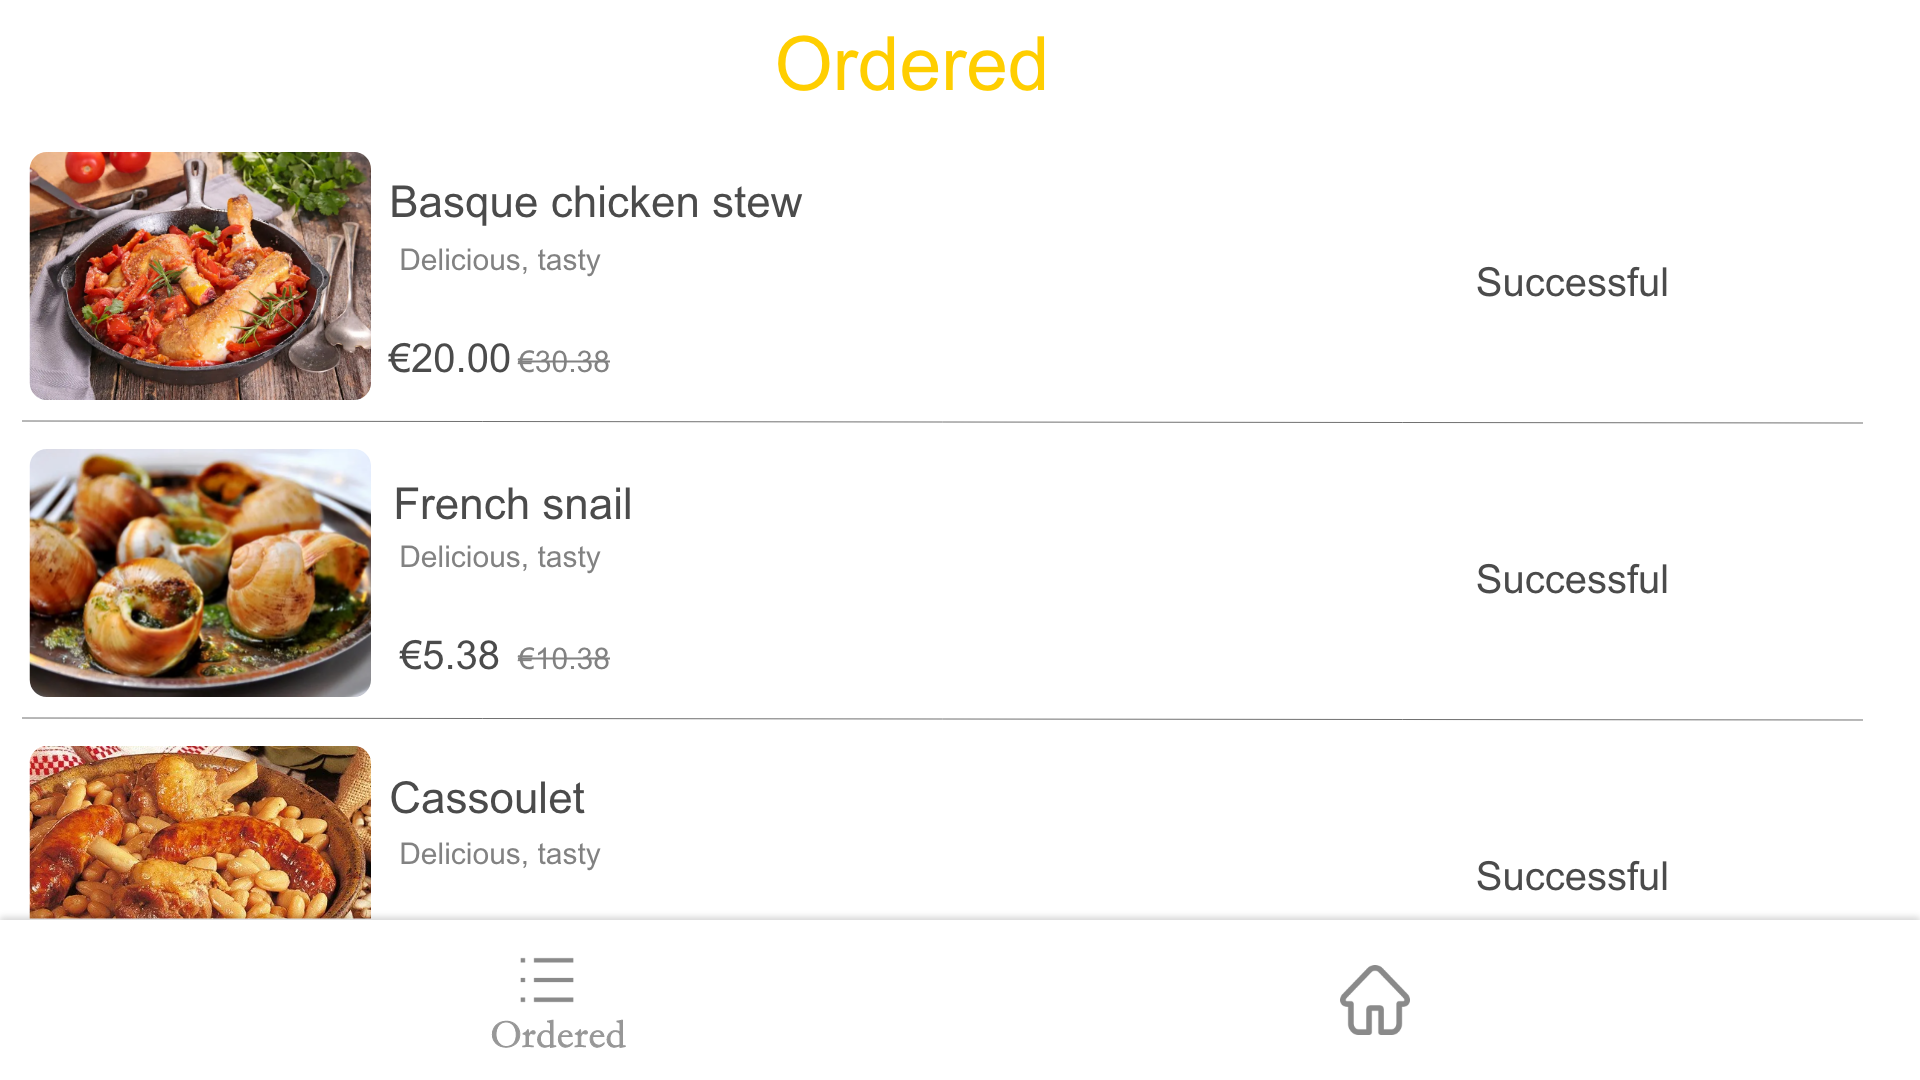 Ordered
Basque chicken stew
Delicious, tasty
Successful
€20.00 €30.38
French snail
Delicious, tasty
Successful
€5.38 €10.38
Cassoulet
Delicious, tasty
Successful
Ordered